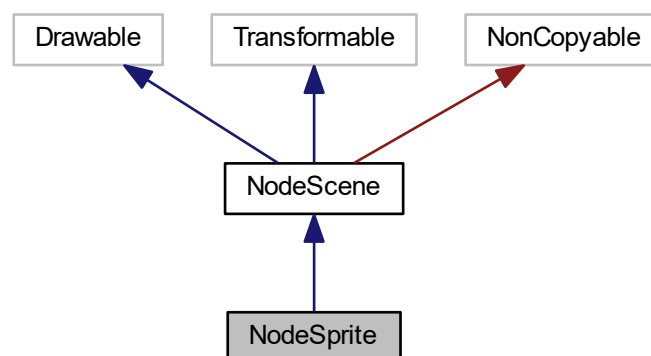 Drawable
Transformable
NonCopyable
NodeScene
NodeSprite